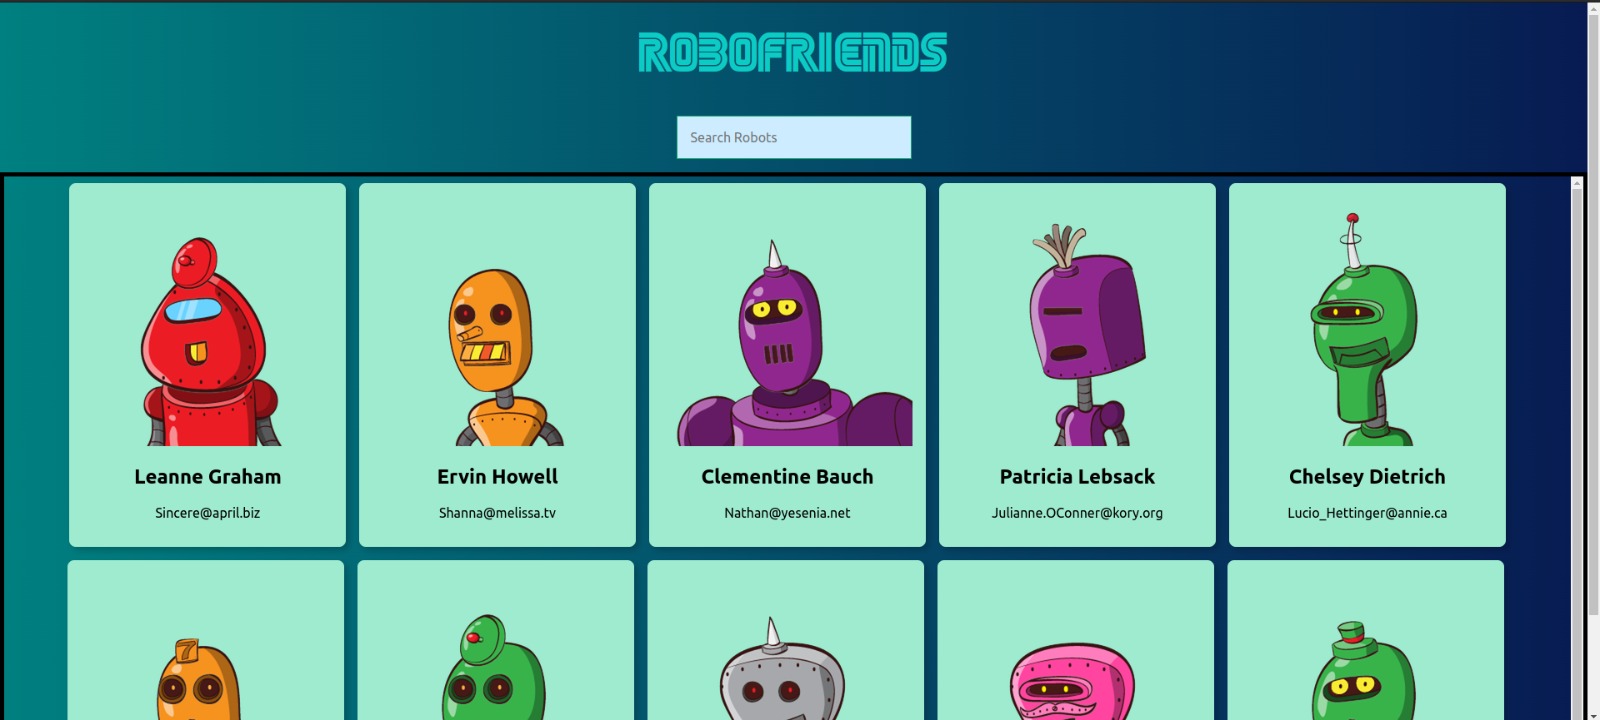 ROBOFRIENDS
Search Robots
Leanne Graham
Sincere@april.biz
Ervin Howell
Shanna@melissa.tv
Clementine Bauch
Nathan@yesenia.net
Patricia Lebsack
Julianne.OConner@kory.org
Chelsey Dietrich
Lucio_Hettinger@annie.ca
7